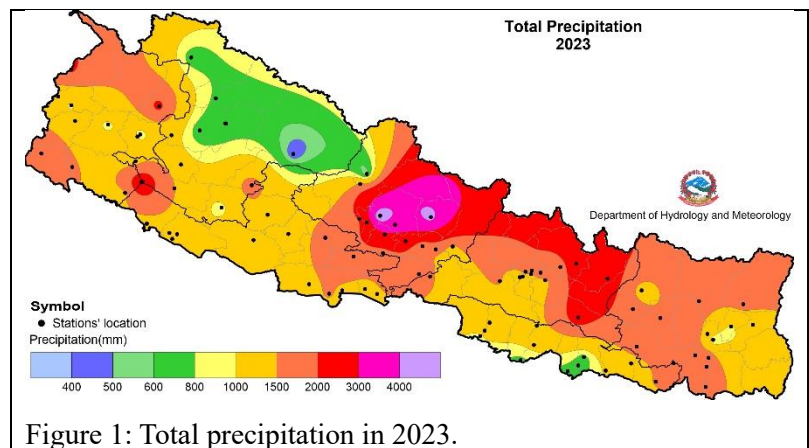 Total Precipitation
2023
Department of Hydrology and Meteorology
Symbol
Stations' location
Precipitation(mm)
400 500 600 800 1000 1500 2000 3000 4000
Figure 1: Total precipitation in 2023.